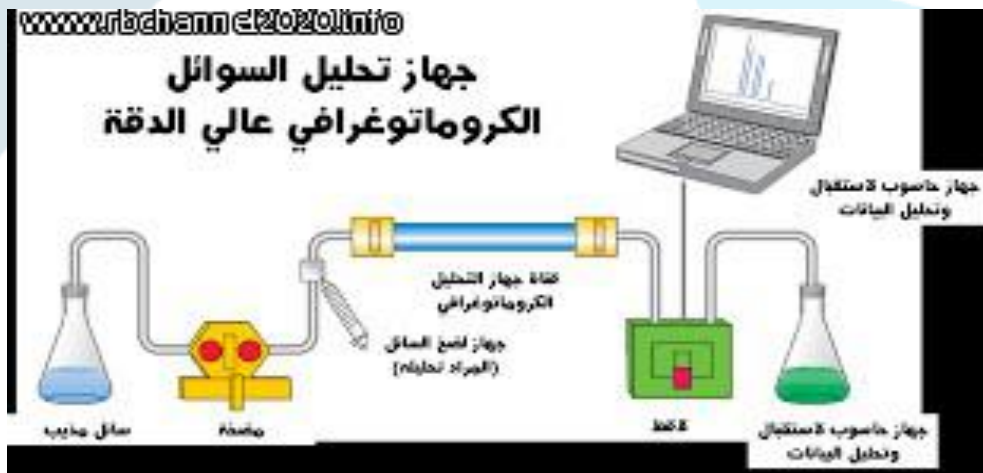 www.rbchannel2020.info
جهاز تحليل السوائل
الكروماتوغرافي عالي الدقة
جهاز حاسوب لاستقبال
وتحليل البيانات
قناة جهاز التحليل
الكروماتوغرافي
جهاز لضخ السائل
(المراد تحليله)
سائل مذيب
مضخة
لاقط
جهاز حاسوب لاستقبال
وتحليل البيانات